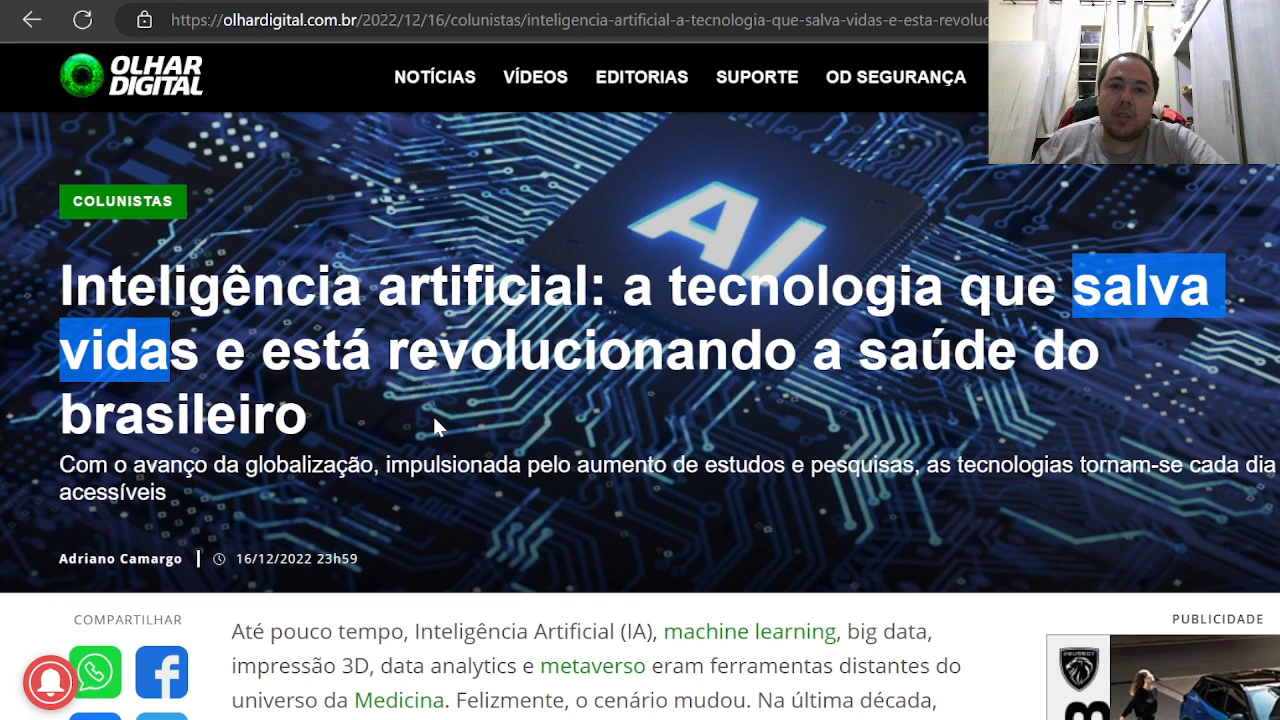 https://olhardigital.com.br/2022/12/16/colunistas/inteligencia-artificial-a-tecnologia-que-salva-vidas-e-esta-revoluc
OLHAR
DIGITAL
NOTÍCIAS VÍDEOS EDITORIAS SUPORTE OD SEGURANÇA
AI
COLUNISTAS
Inteligência artificial: a tecnologia que salva
vidas e está revolucionando a saúde do
brasileiro
Com o avanço da globalização, impulsionada pelo aumento de estudos e pesquisas, as tecnologias tornam-se cada dia
acessíveis
Adriano Camargo | 16/12/2022 23h59
COMPARTILHAR
PUBLICIDADE
Até pouco tempo, Inteligência Artificial (IA), machine learning, big data,
impressão 3D, data analytics e metaverso eram ferramentas distantes do
universo da Medicina. Felizmente, o cenário mudou. Na última década,
PEUGEOT